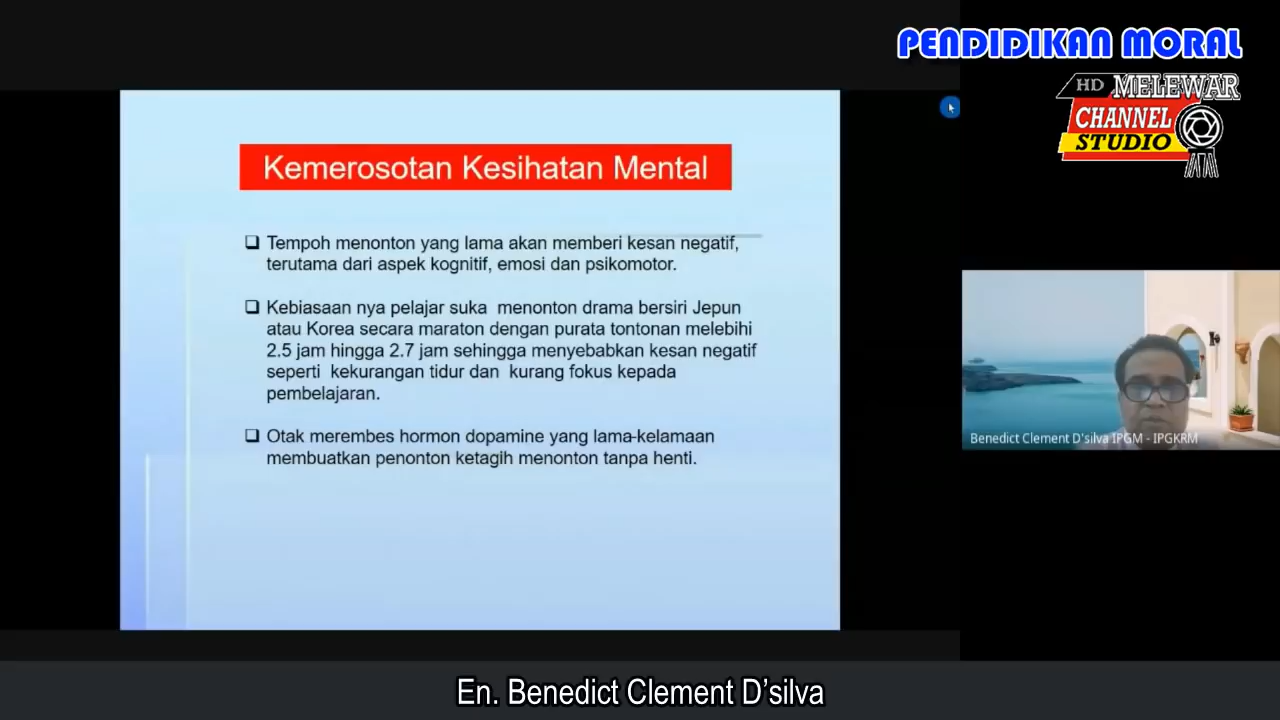 PENDIDIKAN MORAL
HD MELEWAR
CHANNEL
STUDIO
Kemerosotan Kesihatan Mental
❑ Tempoh menonton yang lama akan memberi kesan negatif,
terutama dari aspek kognitif, emosi dan psikomotor.
❑ Kebiasaan nya pelajar suka menonton drama bersiri Jepun
atau Korea secara maraton dengan purata tontonan melebihi
2.5 jam hingga 2.7 jam sehingga menyebabkan kesan negatif
seperti kekurangan tidur dan kurang fokus kepada
pembelajaran.
❑ Otak merembes hormon dopamine yang lama-kelamaan
membuatkan penonton ketagih menonton tanpa henti.
Benedict Clement D'silva IPGM - IPGKRM
En. Benedict Clement D’silva